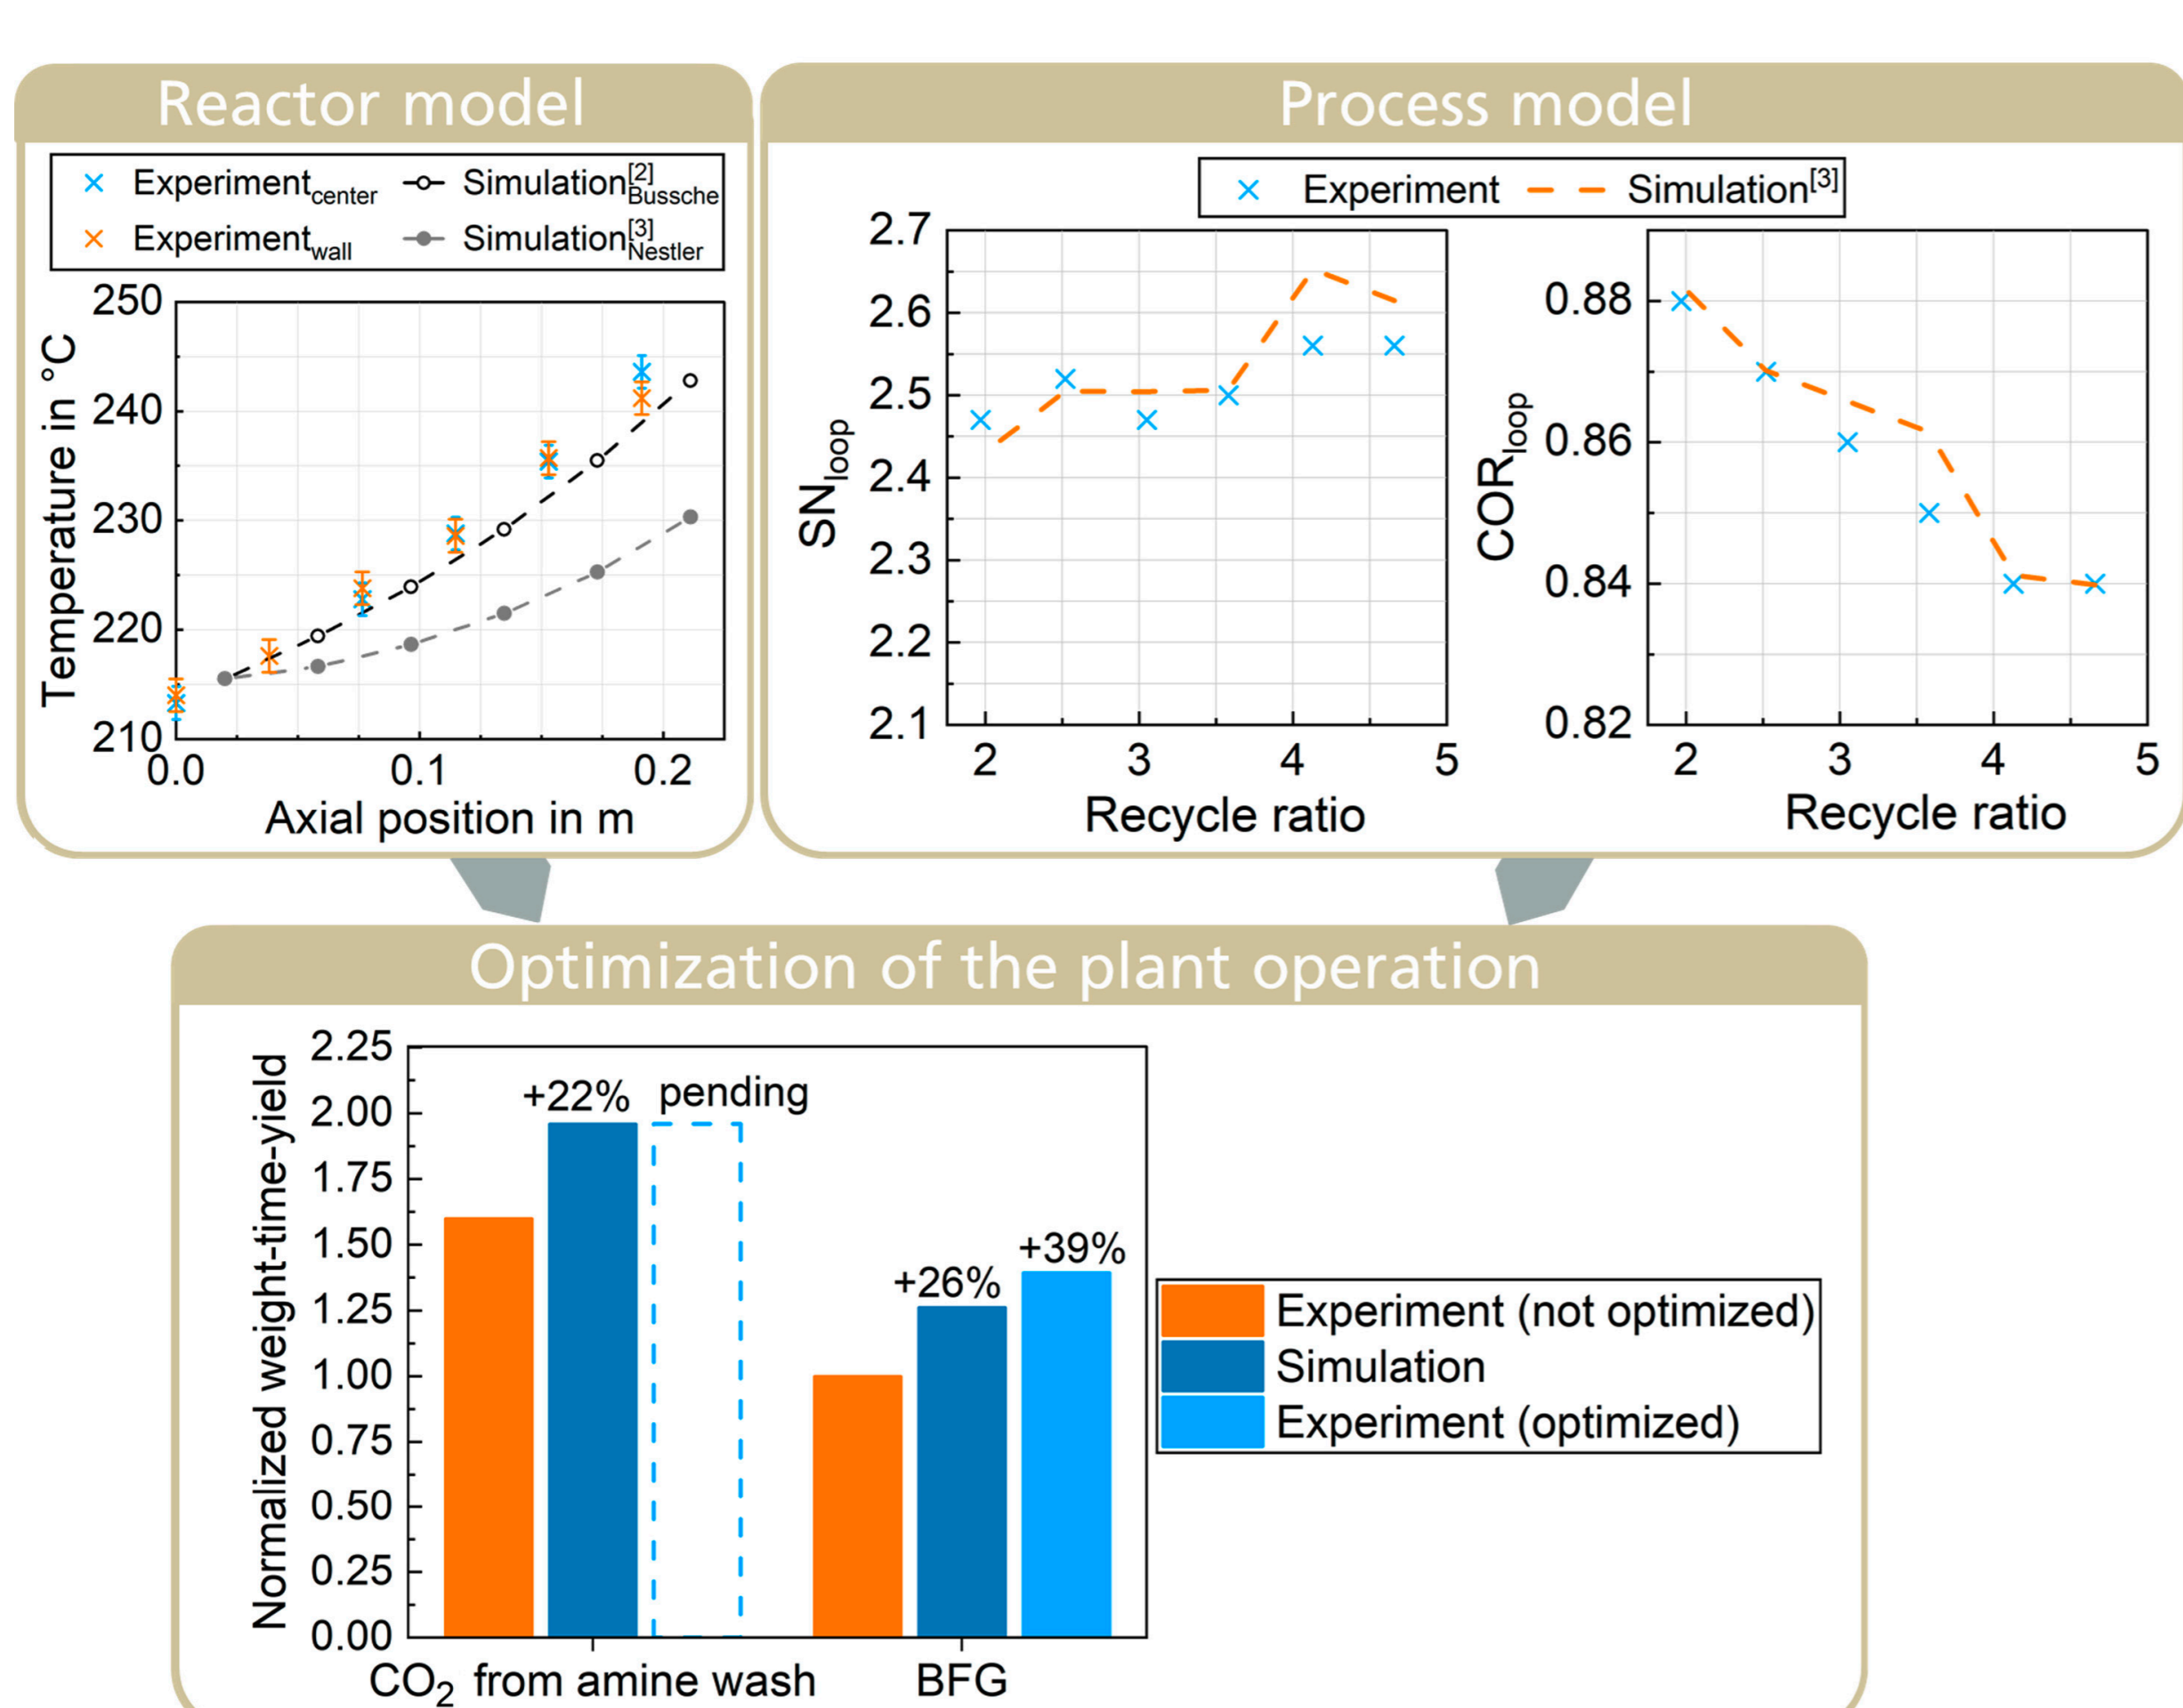 Reactor model
Experiment_center Simulation_Bussche^[2]
Experiment_wall Simulation_Nestler^[3]
Temperature in °C
250
240
230
220
210
0.0 0.1 0.2
Axial position in m
Process model
Experiment Simulation^[3]
SN_loop
2.7
2.6
2.5
2.4
2.3
2.2
2.1
2 3 4 5
Recycle ratio
COR_loop
0.88
0.86
0.84
0.82
2 3 4 5
Recycle ratio
Optimization of the plant operation
Normalized weight-time-yield
2.25
2.00
1.75
1.50
1.25
1.00
0.75
0.50
0.25
0.00
+22% pending
+26% +39%
CO₂ from amine wash BFG
Experiment (not optimized)
Simulation
Experiment (optimized)